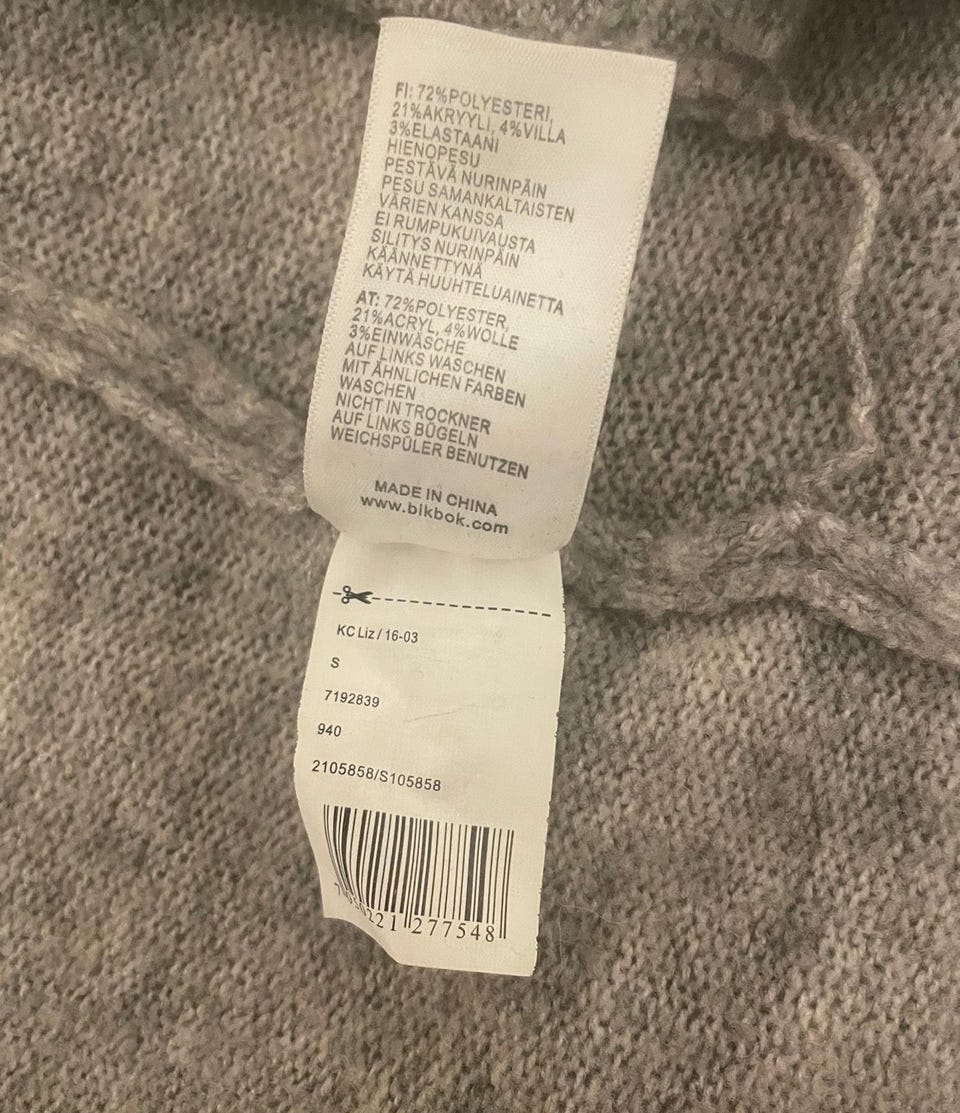 FI: 72%POLYESTERI,
21%AKRYYLI, 4%VILLA
3%ELASTAANI
HIENOPESU
PESTÄVÄ NURINPÄIN
PESU SAMANKALTAISTEN
VÄRIEN KANSSA
EI RUMPUKUIVAUSTA
SILITYS NURINPÄIN
KÄÄNNETTYNÄ
KÄYTÄ HUUHTELUAINETTA
AT: 72%POLYESTER,
21%ACRYL, 4%WOLLE
3%EINWÄSCHE
AUF LINKS WASCHEN
MIT ÄHNLICHEN FARBEN
WASCHEN
NICHT IN TROCKNER
AUF LINKS BÜGELN
WEICHSPÜLER BENUTZEN
MADE IN CHINA
www.bikbok.com
KC Liz / 16-03
S
7192839
940
2105858/S105858
277548